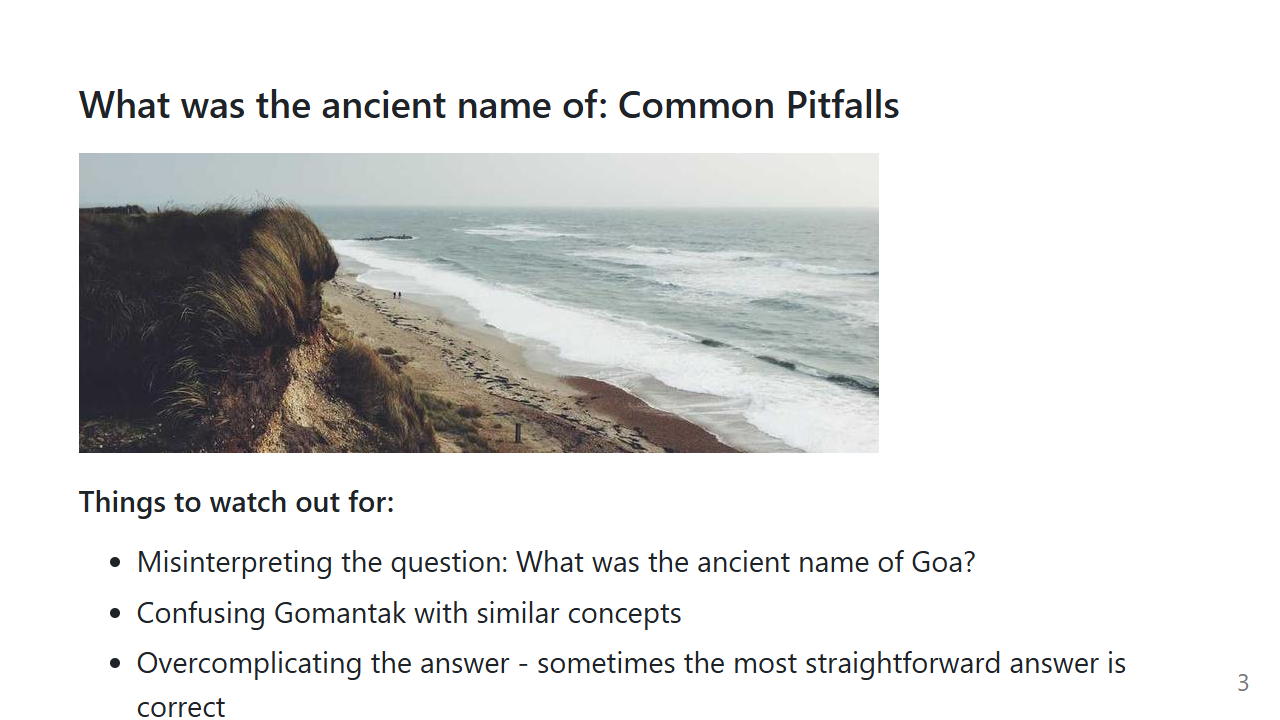 What was the ancient name of: Common Pitfalls
Things to watch out for:
Misinterpreting the question: What was the ancient name of Goa?
Confusing Gomantak with similar concepts
Overcomplicating the answer - sometimes the most straightforward answer is
correct
3